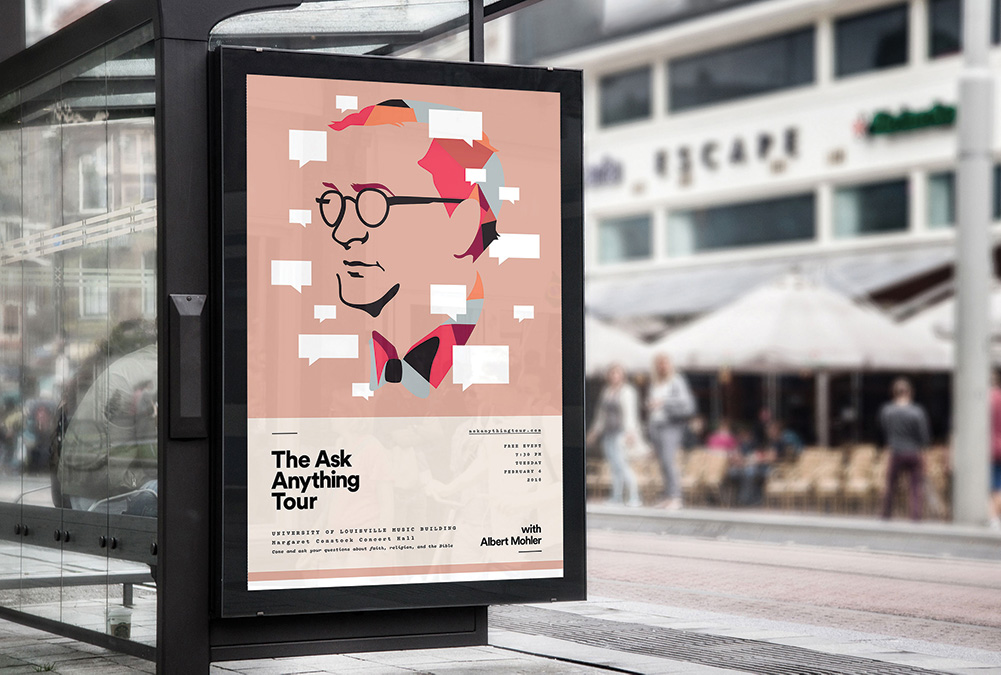 ESCAPE
askanythingtour.com
FREE EVENT
7:30 PM
TUESDAY
FEBRUARY 6
2018
The Ask
Anything
Tour
UNIVERSITY OF LOUISVILLE MUSIC BUILDING
Margaret Comstock Concert Hall
Come and ask your questions about faith, religion, and the Bible
with
Albert Mohler